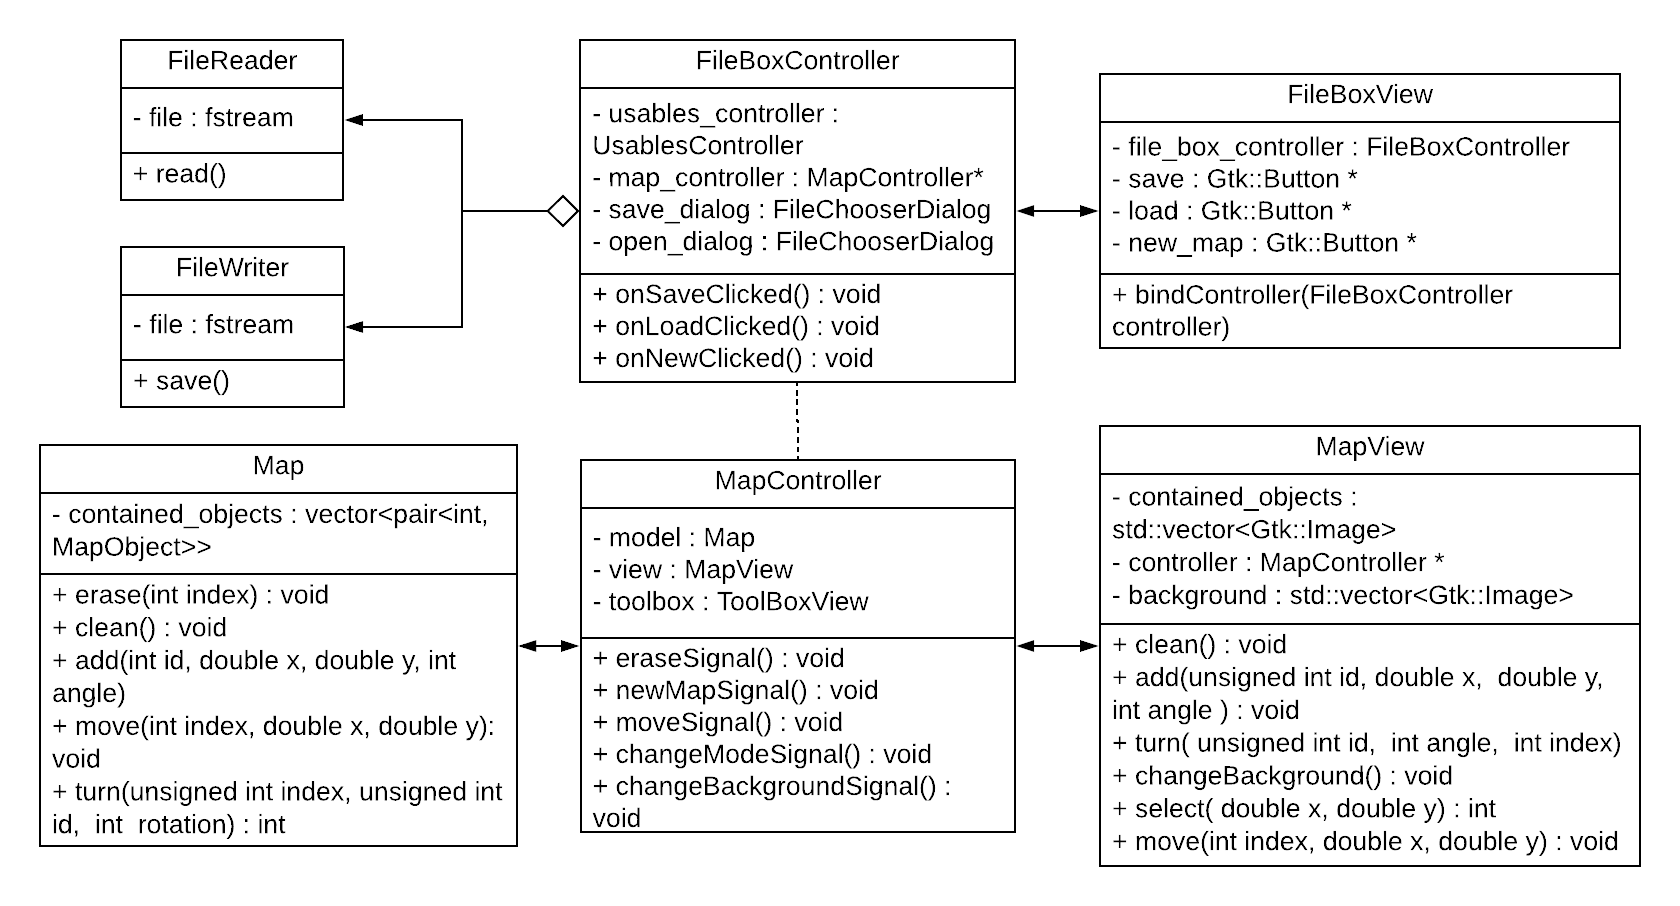 FileReader
- file : fstream
+ read()
FileWriter
- file : fstream
+ save()
FileBoxController
- usables_controller :
UsablesController
- map_controller : MapController*
- save_dialog : FileChooserDialog
- open_dialog : FileChooserDialog
+ onSaveClicked() : void
+ onLoadClicked() : void
+ onNewClicked() : void
FileBoxView
- file_box_controller : FileBoxController
- save : Gtk::Button *
- load : Gtk::Button *
- new_map : Gtk::Button *
+ bindController(FileBoxController
controller)
Map
- contained_objects : vector<pair<int,
MapObject>>
+ erase(int index) : void
+ clean() : void
+ add(int id, double x, double y, int
angle)
+ move(int index, double x, double y):
void
+ turn(unsigned int index, unsigned int
id,  int  rotation) : int
MapController
- model : Map
- view : MapView
- toolbox : ToolBoxView
+ eraseSignal() : void
+ newMapSignal() : void
+ moveSignal() : void
+ changeModeSignal() : void
+ changeBackgroundSignal() :
void
MapView
- contained_objects :
std::vector<Gtk::Image>
- controller : MapController *
- background : std::vector<Gtk::Image>
+ clean() : void
+ add(unsigned int id, double x,  double y,
int angle ) : void
+ turn( unsigned int id,  int angle,  int index)
+ changeBackground() : void
+ select( double x, double y) : int
+ move(int index, double x, double y) : void